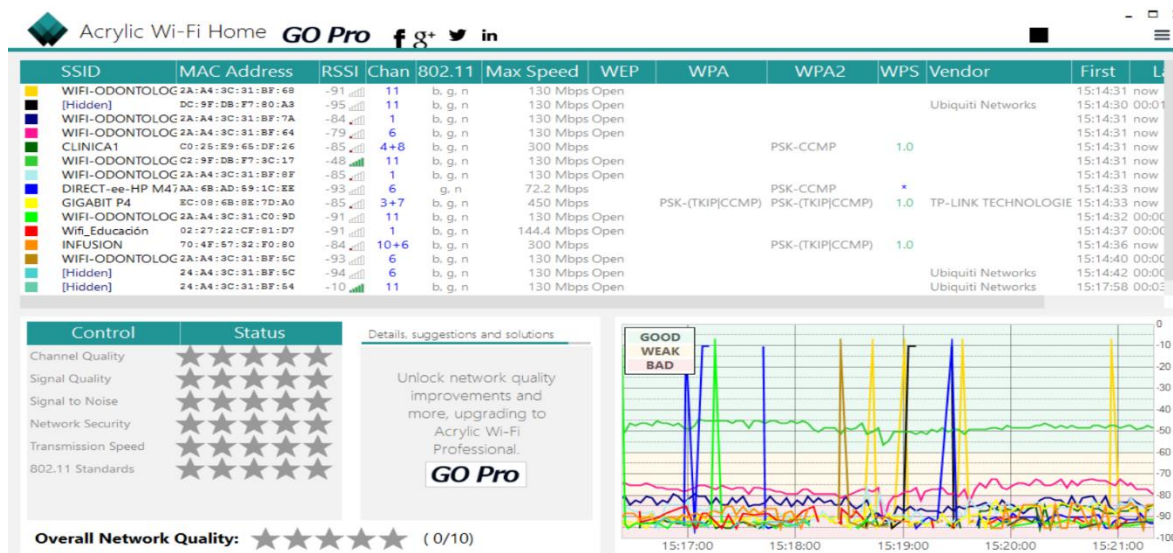 Acrylic Wi-Fi Home GO Pro f g+ in
SSID MAC Address RSSI Chan 802.11 Max Speed WEP WPA WPA2 WPS Vendor First La
WIFI-ODONTOLOG 2A:A4:3C:31:BF:68 -91 11 b, g, n 130 Mbps Open 15:14:31 now
[Hidden] DC:9F:DB:F7:80:A3 -95 11 b, g, n 130 Mbps Open Ubiquiti Networks 15:14:30 00:01
WIFI-ODONTOLOG 2A:A4:3C:31:BF:7A -84 1 b, g, n 130 Mbps Open 15:14:31 now
WIFI-ODONTOLOG 2A:A4:3C:31:BF:64 -79 6 b, g, n 130 Mbps Open 15:14:31 now
CLINICA1 C0:25:E9:65:DF:26 -85 4+8 b, g, n 300 Mbps PSK-CCMP 1.0 15:14:31 now
WIFI-ODONTOLOG C2:9F:DB:F7:3C:17 -48 11 b, g, n 130 Mbps Open 15:14:31 now
WIFI-ODONTOLOG 2A:A4:3C:31:BF:8F -85 1 b, g, n 130 Mbps Open 15:14:31 now
DIRECT-ee-HP M47 AA:6B:AD:59:1C:EE -93 6 g, n 72.2 Mbps PSK-CCMP * 15:14:33 now
GIGABIT P4 EC:08:6B:8E:7D:A0 -85 3+7 b, g, n 450 Mbps PSK-(TKIP|CCMP) PSK-(TKIP|CCMP) 1.0 TP-LINK TECHNOLOGIE 15:14:33 now
WIFI-ODONTOLOG 2A:A4:3C:31:C0:9D -91 11 b, g, n 130 Mbps Open 15:14:32 00:00
Wifi_Educación 02:27:22:CF:81:D7 -91 1 b, g, n 144.4 Mbps Open 15:14:37 00:00
INFUSION 70:4F:57:32:F0:80 -84 10+6 b, g, n 300 Mbps PSK-(TKIP|CCMP) 1.0 15:14:36 now
WIFI-ODONTOLOG 2A:A4:3C:31:BF:5C -93 6 b, g, n 130 Mbps Open 15:14:40 00:00
[Hidden] 24:A4:3C:31:BF:5C -94 6 b, g, n 130 Mbps Open Ubiquiti Networks 15:14:42 00:00
[Hidden] 24:A4:3C:31:BF:54 -10 11 b, g, n 130 Mbps Open Ubiquiti Networks 15:17:58 00:03
Control Status
Channel Quality
Signal Quality
Signal to Noise
Network Security
Transmission Speed
802.11 Standards
Overall Network Quality: ( 0/10)
Details, suggestions and solutions
Unlock network quality
improvements and
more, upgrading to
Acrylic Wi-Fi
Professional.
GO Pro
GOOD
WEAK
BAD
0
-10
-20
-30
-40
-50
-60
-70
-80
-90
-100
15:17:00 15:18:00 15:19:00 15:20:00 15:21:00